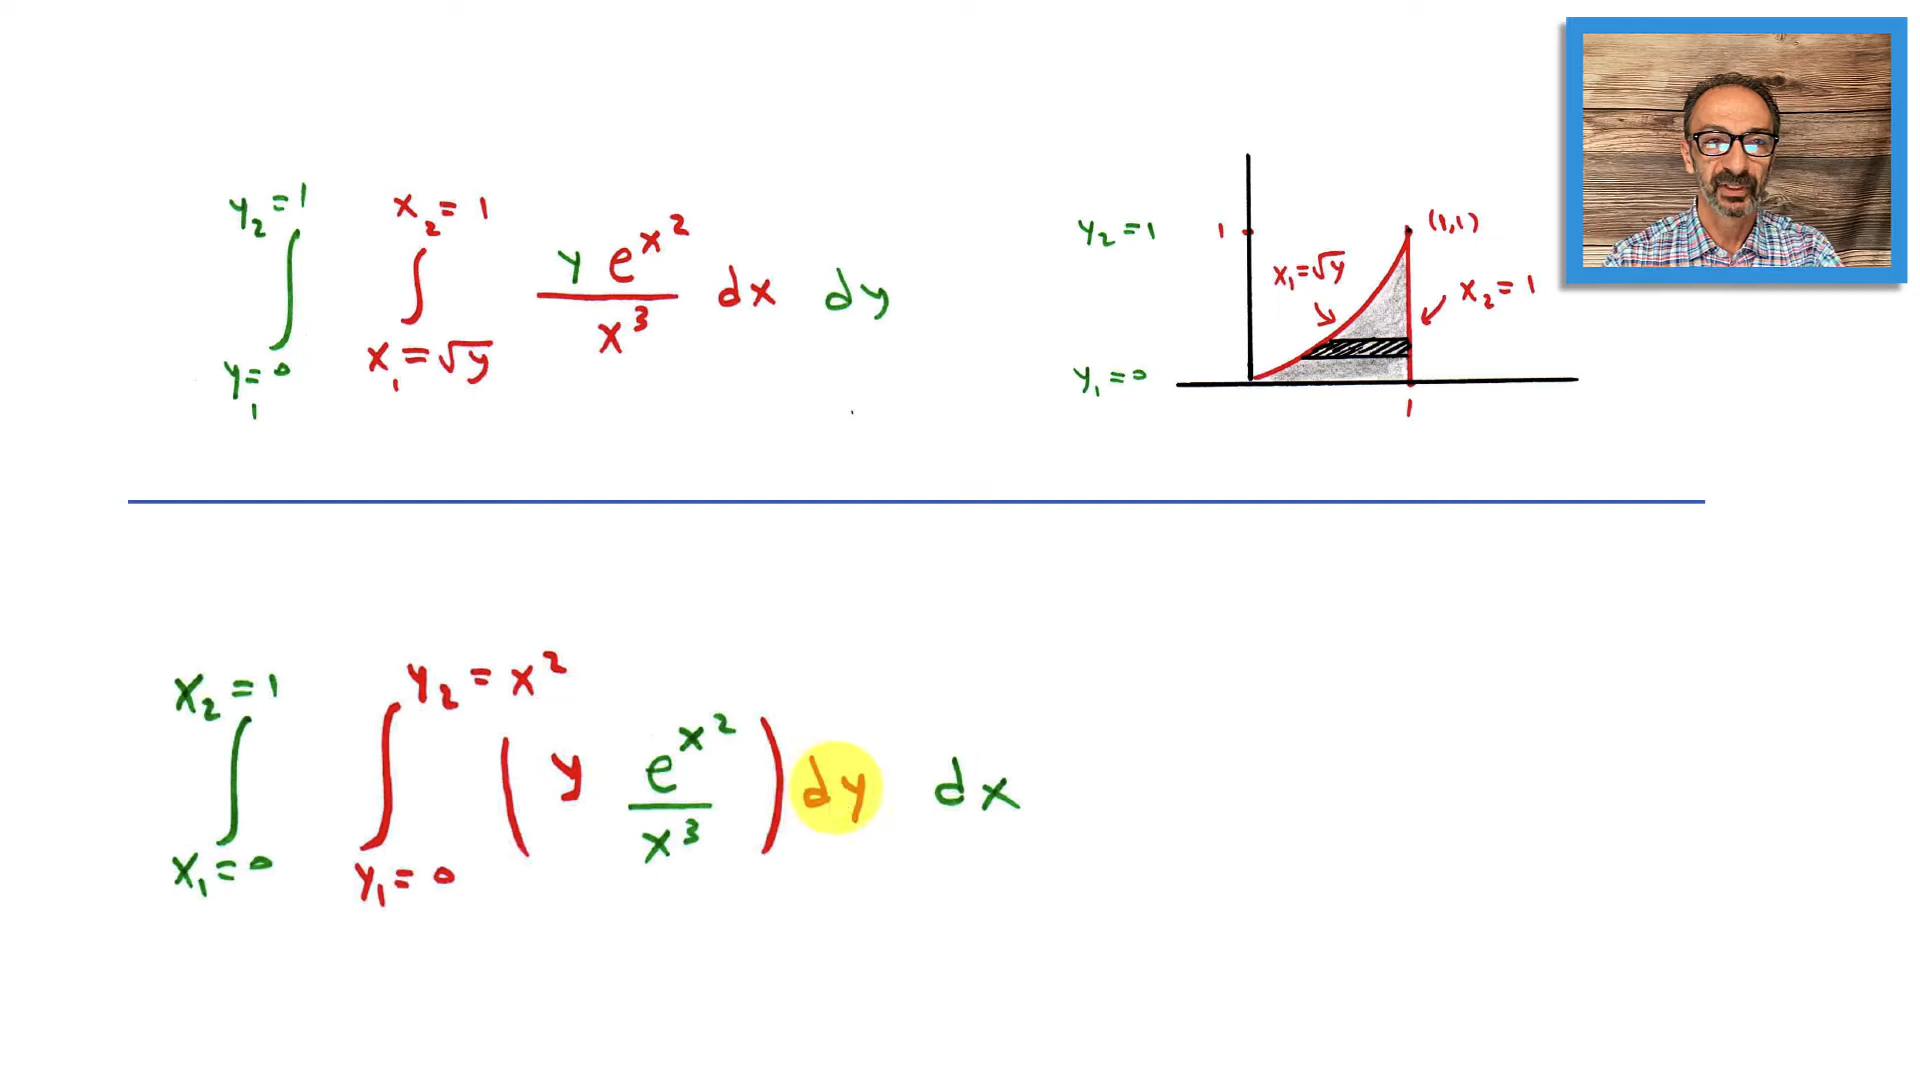 y₂ = 1
x₂ = 1
y e^x²
x³
dx dy
y₁ = 0
x₁ = √y
y₂ = 1
1
(1,1)
x₁ = √y
x₂ = 1
y₁ = 0
1
x₂ = 1
y₂ = x²
∫ ∫ ( y e^x² / x³ ) dy dx
x₁ = 0
y₁ = 0